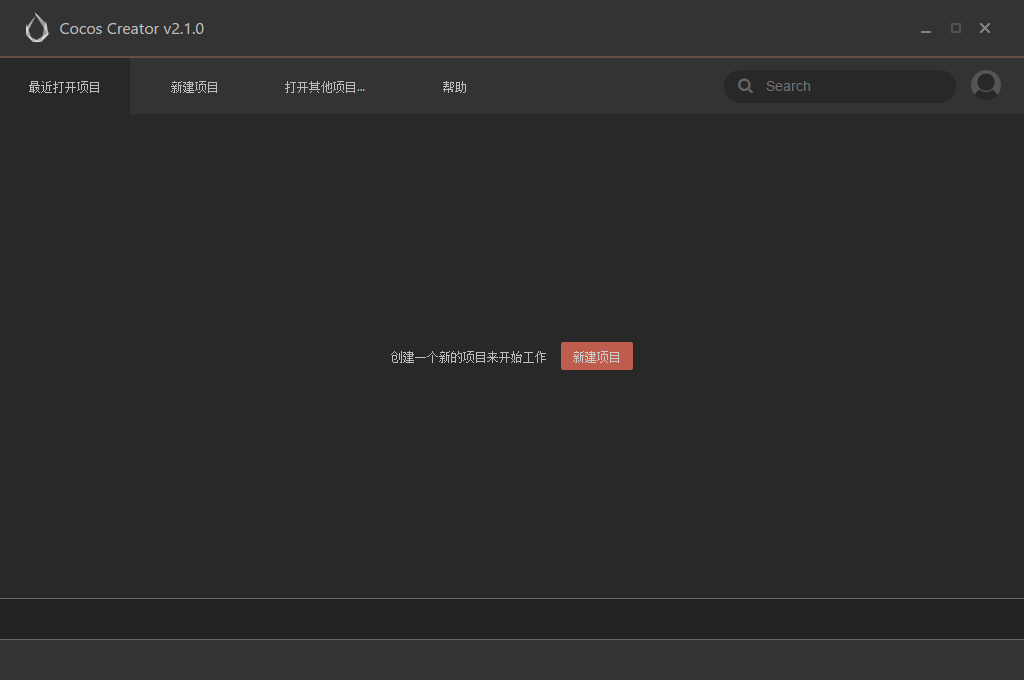 Cocos Creator v2.1.0
最近打开项目
新建项目
打开其他项目...
帮助
Search
创建一个新的项目来开始工作
新建项目